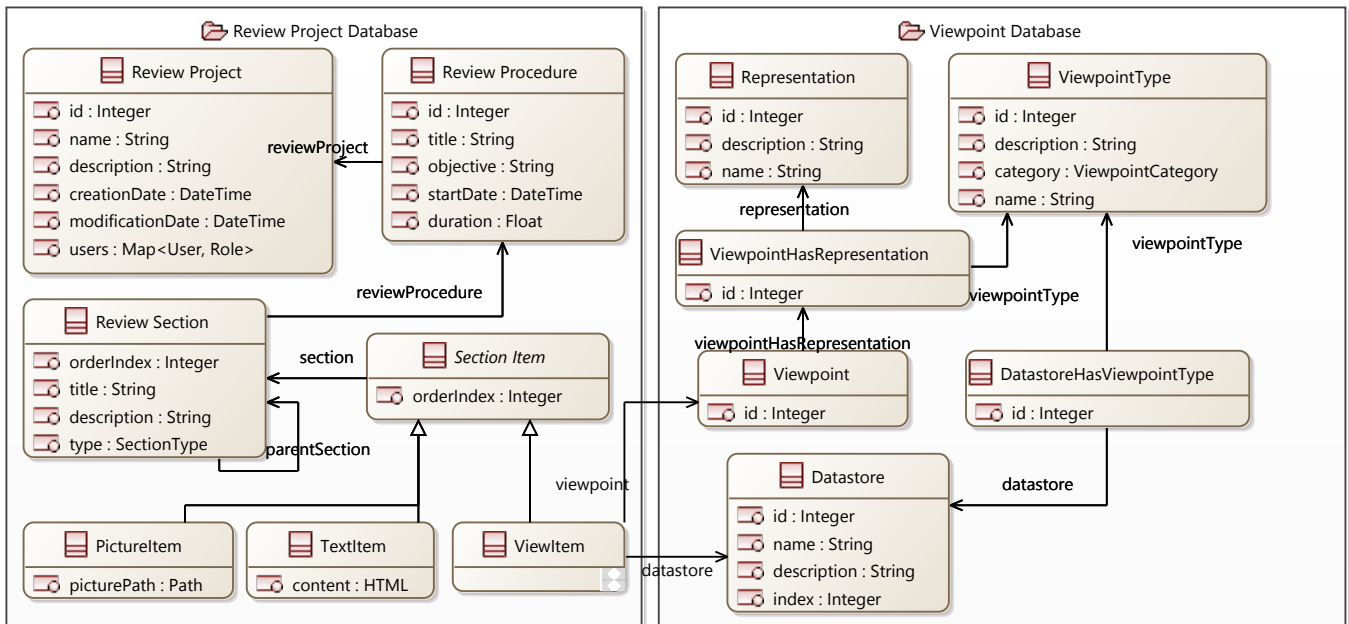 Review Project Database
Review Project
id : Integer
name : String
description : String
creationDate : DateTime
modificationDate : DateTime
users : Map<User, Role>
reviewProject
Review Procedure
id : Integer
title : String
objective : String
startDate : DateTime
duration : Float
reviewProcedure
Review Section
orderIndex : Integer
title : String
description : String
type : SectionType
section
parentSection
Section Item
orderIndex : Integer
PictureItem
picturePath : Path
TextItem
content : HTML
ViewItem
viewpoint
datastore
Viewpoint Database
Representation
id : Integer
description : String
name : String
representation
ViewpointType
id : Integer
description : String
category : ViewpointCategory
name : String
ViewpointHasRepresentation
id : Integer
viewpointType
viewpointType
viewpointHasRepresentation
Viewpoint
id : Integer
DatastoreHasViewpointType
id : Integer
datastore
Datastore
id : Integer
name : String
description : String
index : Integer